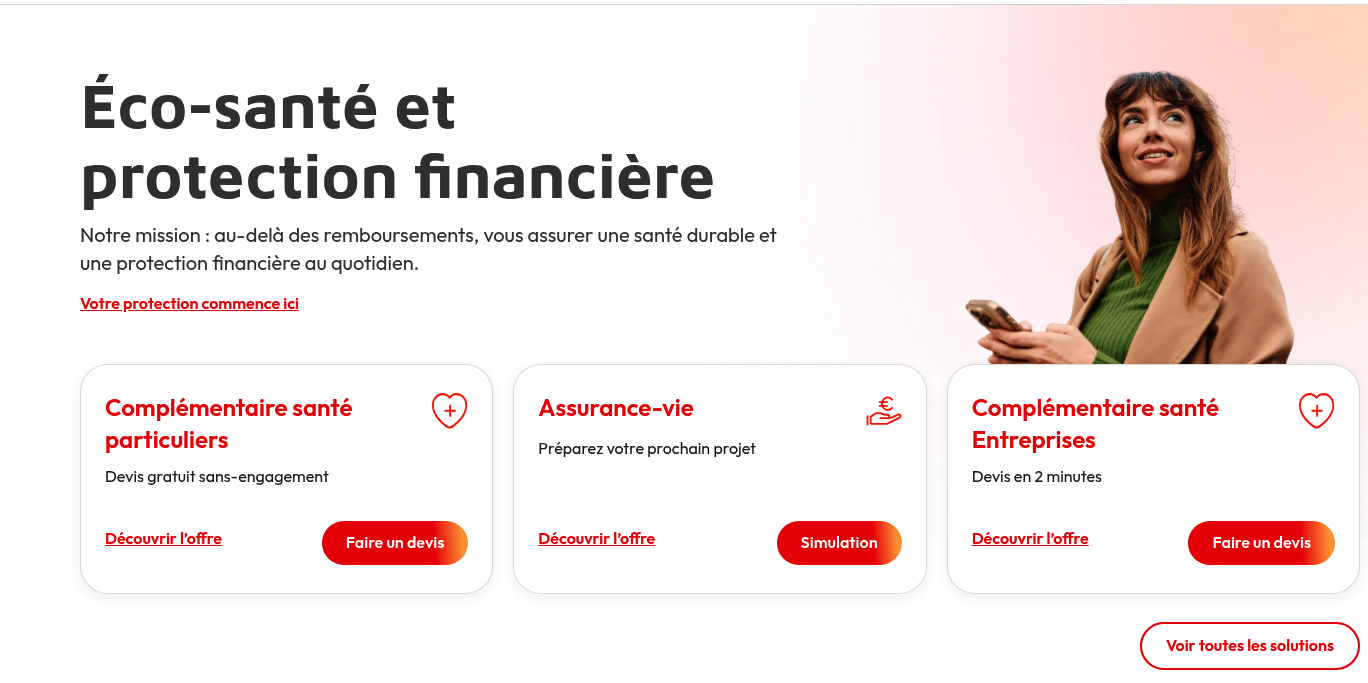 Éco-santé et
protection financière
Notre mission : au-delà des remboursements, vous assurer une santé durable et
une protection financière au quotidien.
Votre protection commence ici
Complémentaire santé
particuliers
Devis gratuit sans-engagement
Découvrir l'offre
Faire un devis
Assurance-vie
Préparez votre prochain projet
Découvrir l'offre
Simulation
Complémentaire santé
Entreprises
Devis en 2 minutes
Découvrir l'offre
Faire un devis
Voir toutes les solutions